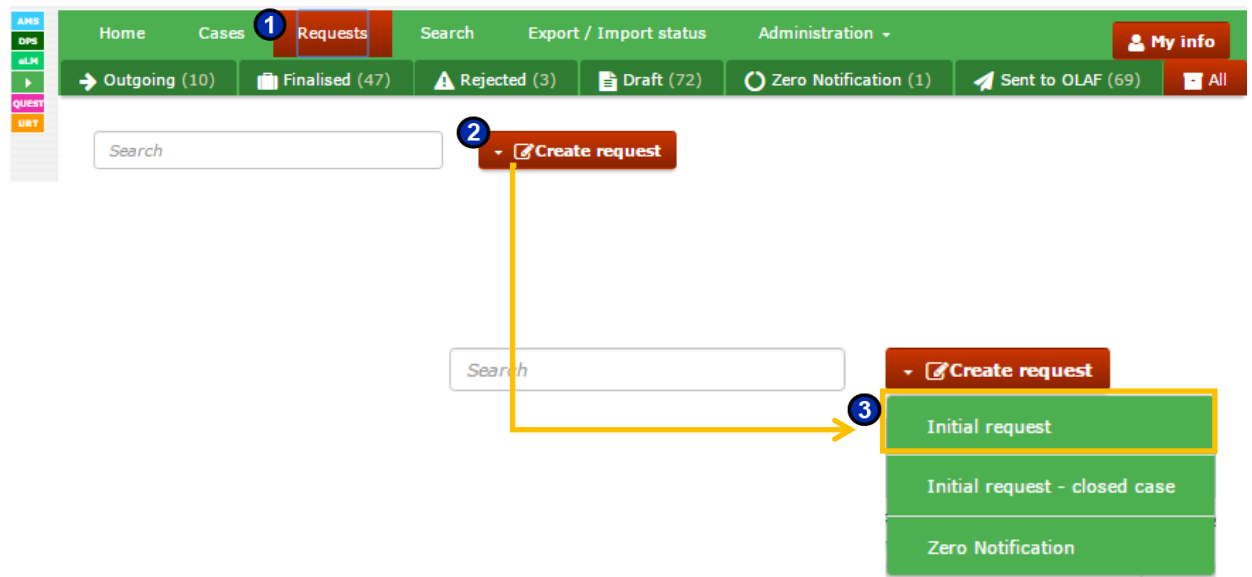 AMS
DPS
eLM
QUEST
URT
1
Home Cases Requests Search Export / Import status Administration
My info
Outgoing (10) Finalised (47) Rejected (3) Draft (72) Zero Notification (1) Sent to OLAF (69) All
2
Search Create request
Search Create request
3
Initial request
Initial request - closed case
Zero Notification